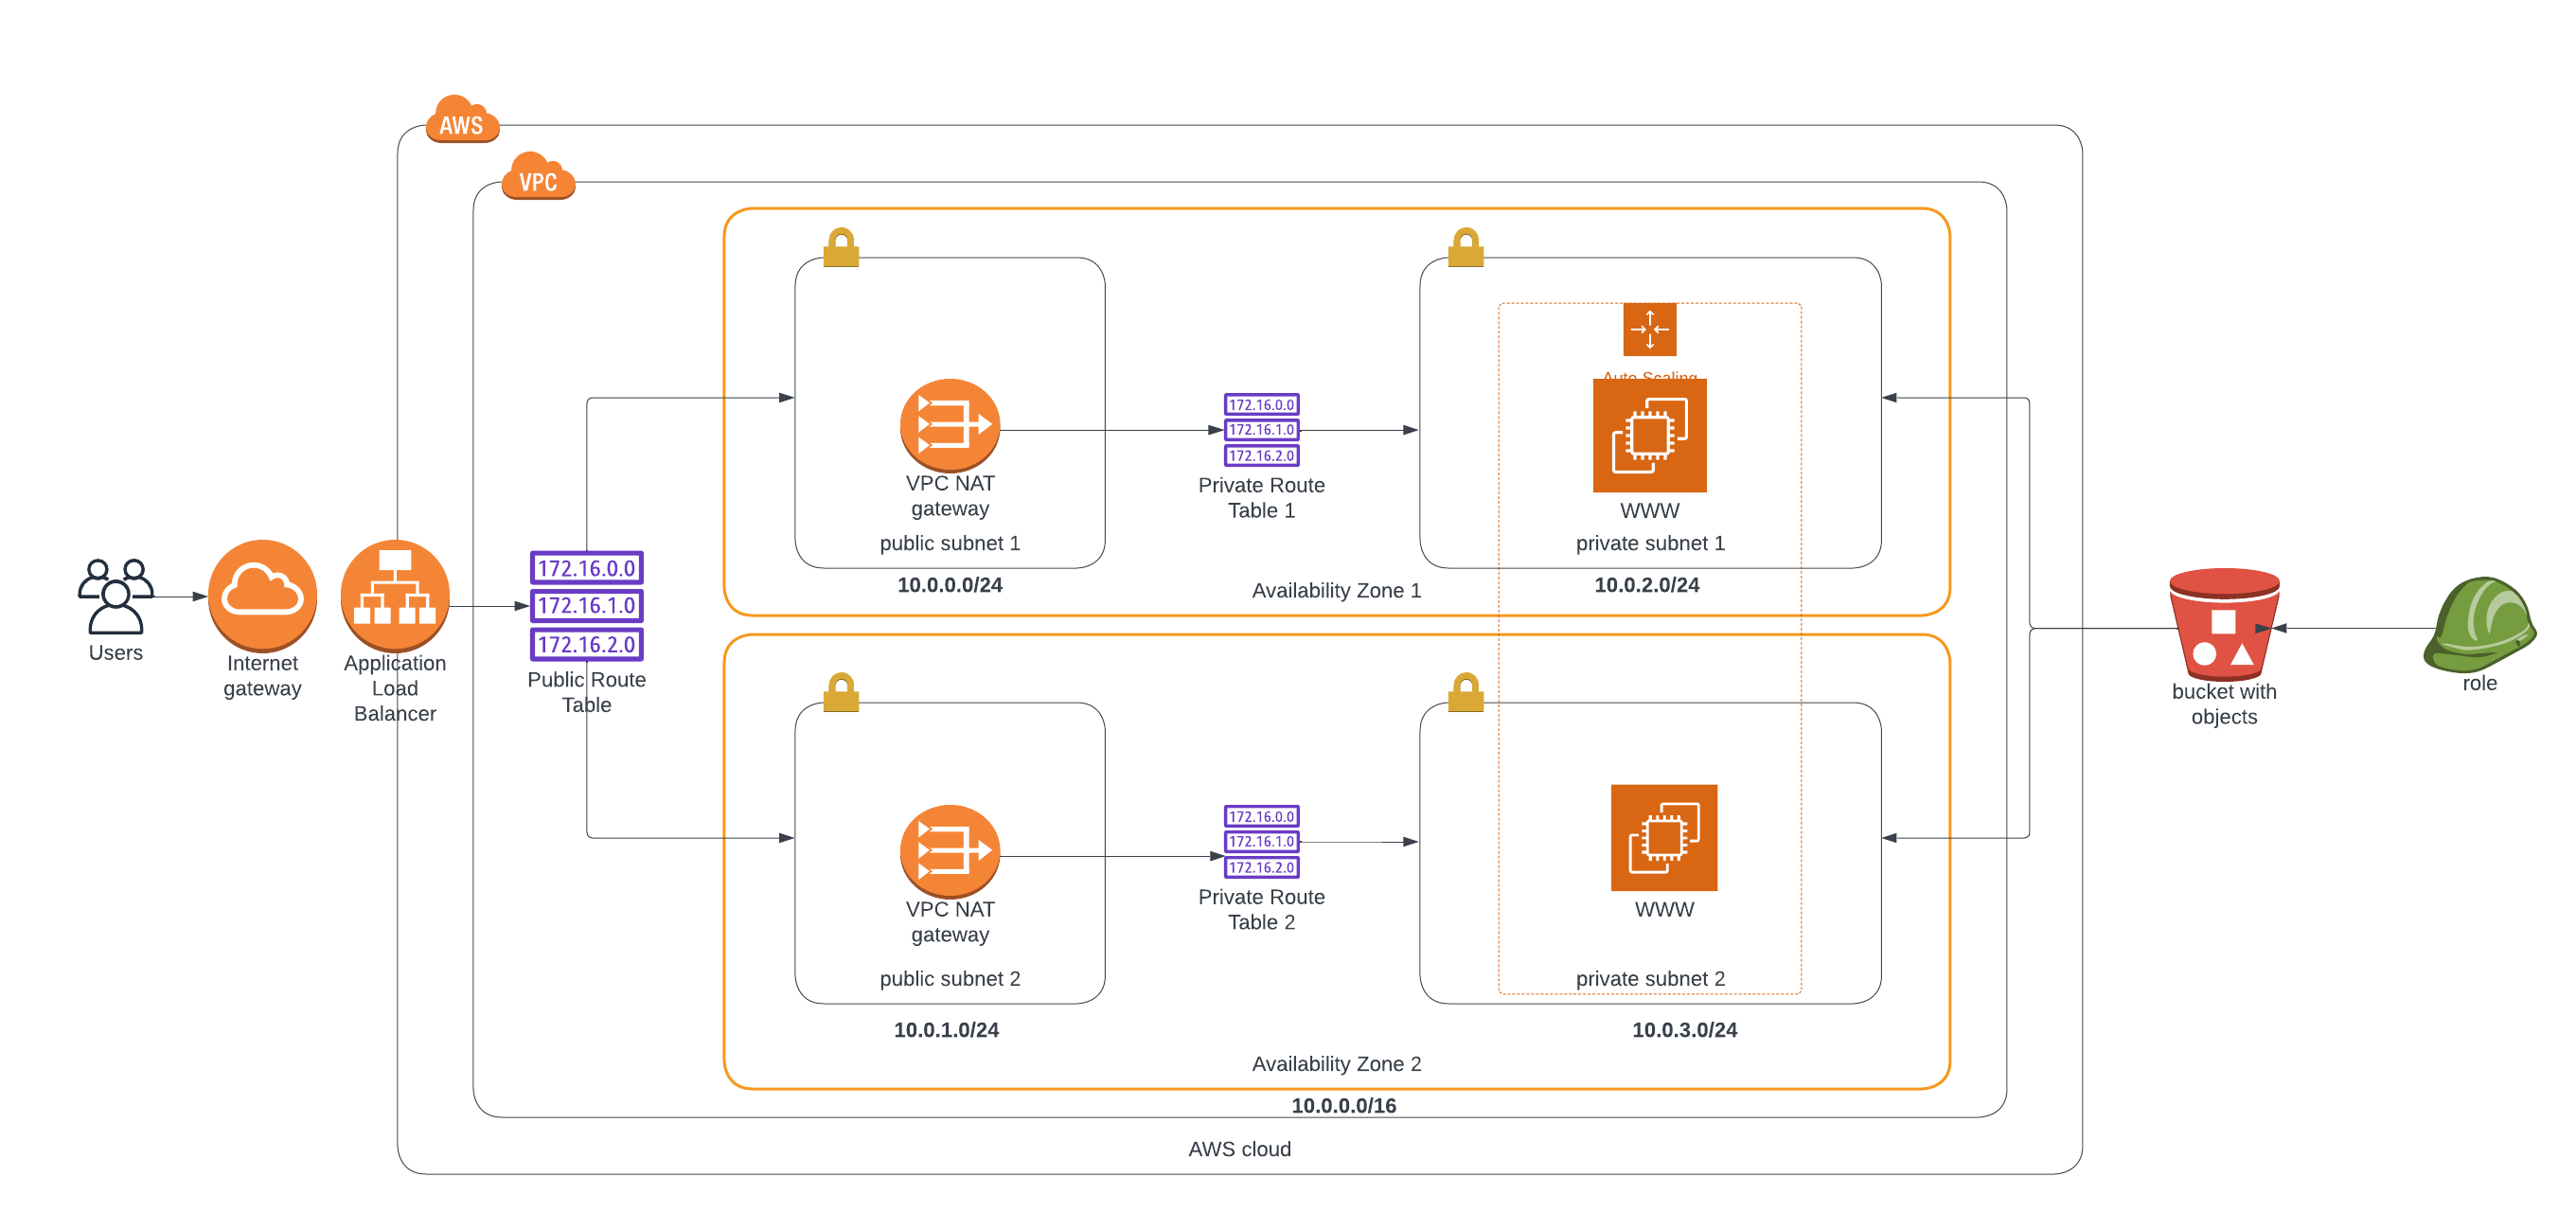 AWS
VPC
Users
Internet
gateway
Application
Load
Balancer
172.16.0.0
172.16.1.0
172.16.2.0
Public Route
Table
VPC NAT
gateway
public subnet 1
10.0.0.0/24
172.16.0.0
172.16.1.0
172.16.2.0
Private Route
Table 1
Auto Scaling
WWW
private subnet 1
10.0.2.0/24
Availability Zone 1
VPC NAT
gateway
public subnet 2
10.0.1.0/24
172.16.0.0
172.16.1.0
172.16.2.0
Private Route
Table 2
WWW
private subnet 2
10.0.3.0/24
Availability Zone 2
10.0.0.0/16
AWS cloud
bucket with
objects
role